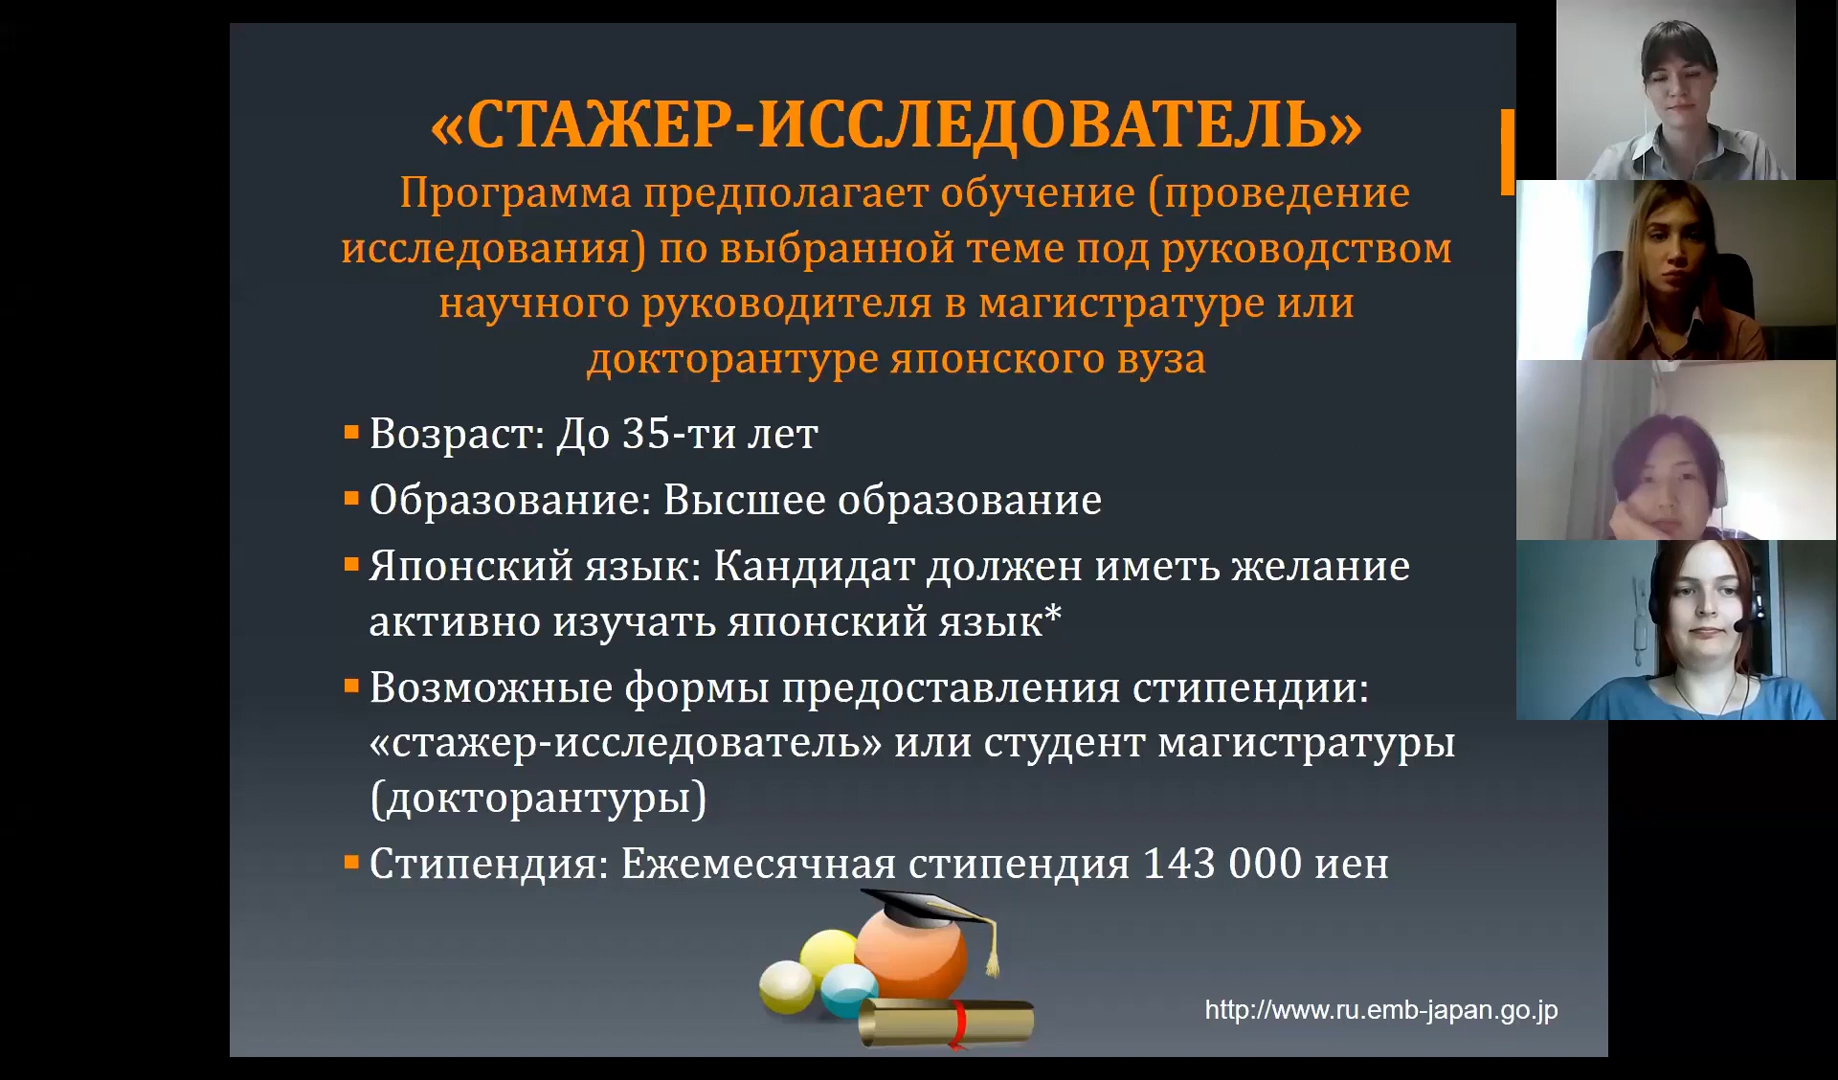 «СТАЖЕР-ИССЛЕДОВАТЕЛЬ»
Программа предполагает обучение (проведение
исследования) по выбранной теме под руководством
научного руководителя в магистратуре или
докторантуре японского вуза
Возраст: До 35-ти лет
Образование: Высшее образование
Японский язык: Кандидат должен иметь желание
активно изучать японский язык*
Возможные формы предоставления стипендии:
«стажер-исследователь» или студент магистратуры
(докторантуры)
Стипендия: Ежемесячная стипендия 143 000 иен
http://www.ru.emb-japan.go.jp